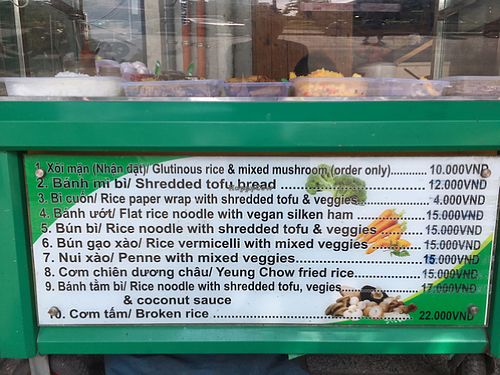 1. Xôi mặn (Nhận đặt)/ Glutinous rice & mixed mushroom (order only).......... 10.000VND
2. Bánh mì bì/ Shredded tofu bread .......................... 12.000VND
3. Bì cuốn/ Rice paper wrap with shredded tofu & veggies.................. 4.000VND
4. Bánh ướt/ Flat rice noodle with vegan silken ham .................. 15.000VND
5. Bún bì/ Rice noodle with shredded tofu & veggies ............ 15.000VND
6. Bún gạo xào/ Rice vermicelli with mixed veggies.............. 15.000VND
7. Nui xào/ Penne with mixed veggies.......................... 15.000VND
8. Cơm chiên dương châu/ Yeung Chow fried rice................ 15.000VND
9. Bánh tằm bì/ Rice noodle with shredded tofu, vegies.................. 17.000VND
& coconut sauce
10. Cơm tấm/ Broken rice ............................................ 22.000VND